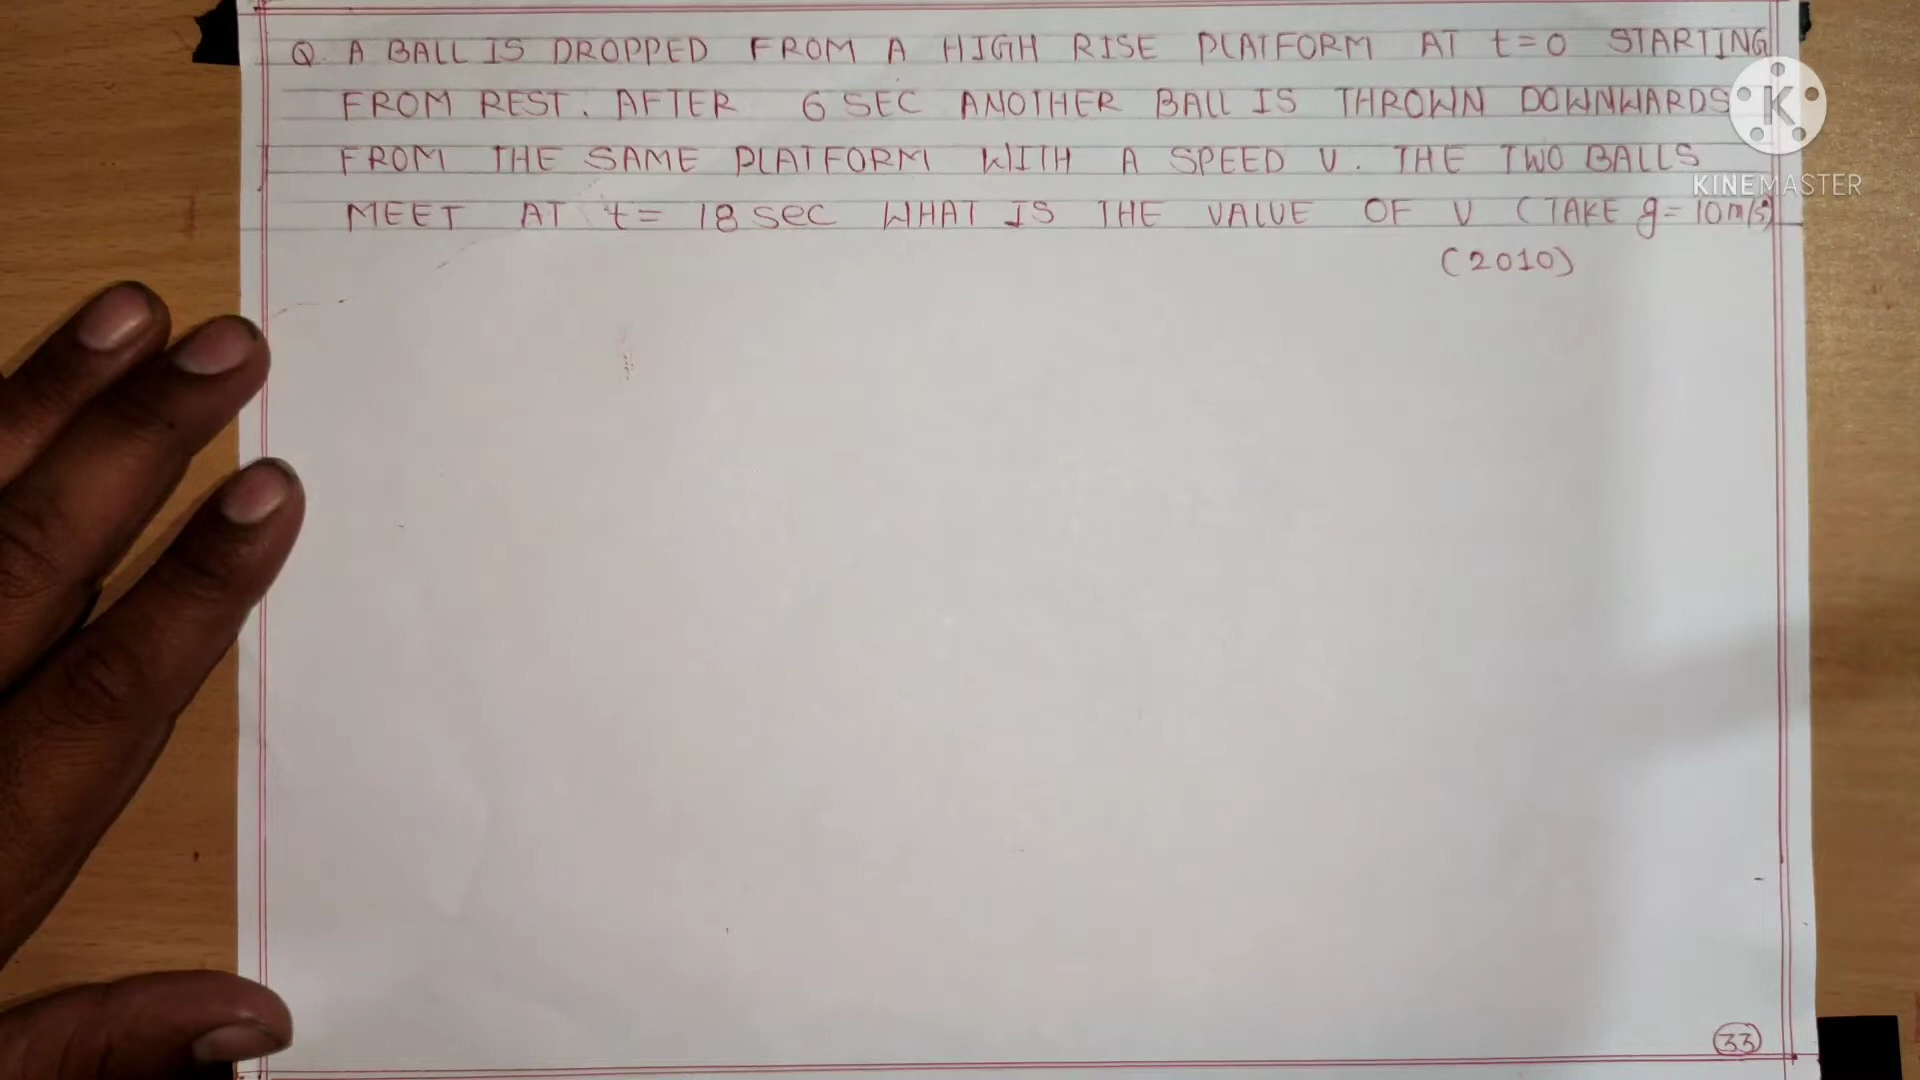 Q. A BALL IS DROPPED FROM A HIGH RISE PLATFORM AT t=0 STARTING
FROM REST. AFTER 6 SEC ANOTHER BALL IS THROWN DOWNWARDS
FROM THE SAME PLATFORM WITH A SPEED V. THE TWO BALLS
MEET AT t= 18 SEC WHAT IS THE VALUE OF V (TAKE g= 10 m/s²)
(2010)
K
KINEMASTER
33